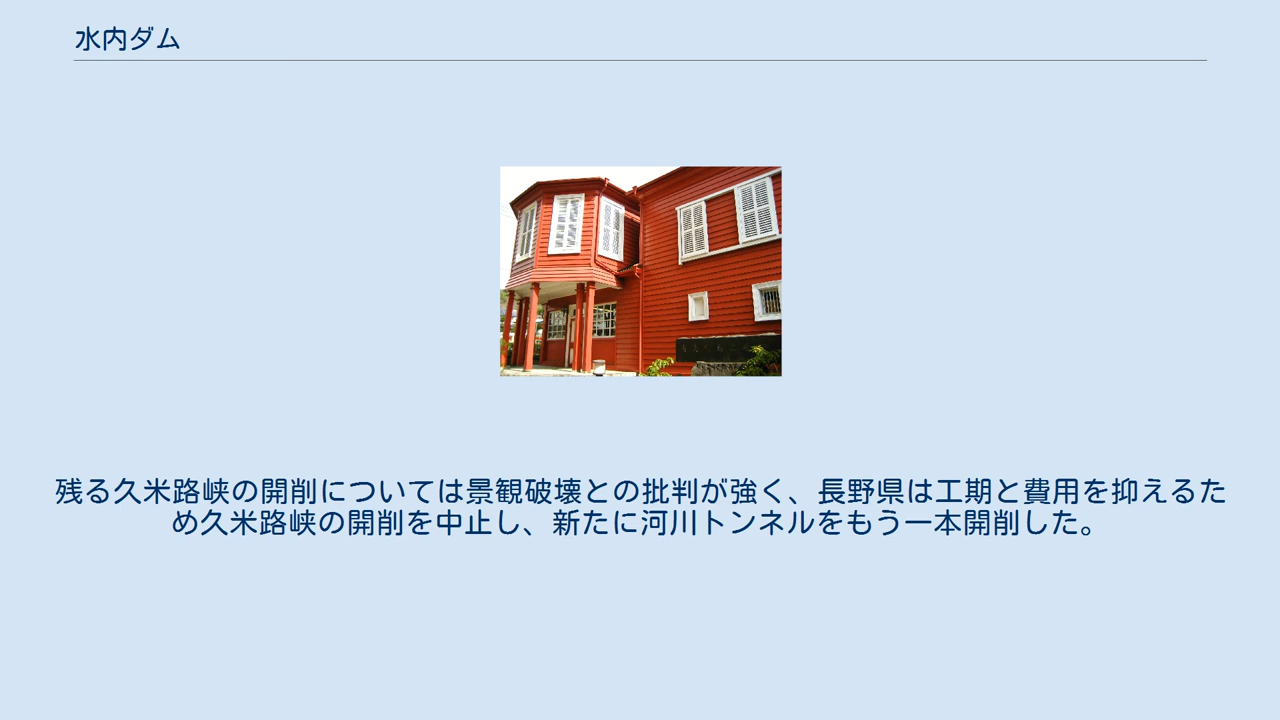 水内ダム
残る久米路峡の開削については景観破壊との批判が強く、長野県は工期と費用を抑えるた
め久米路峡の開削を中止し、新たに河川トンネルをもう一本開削した。